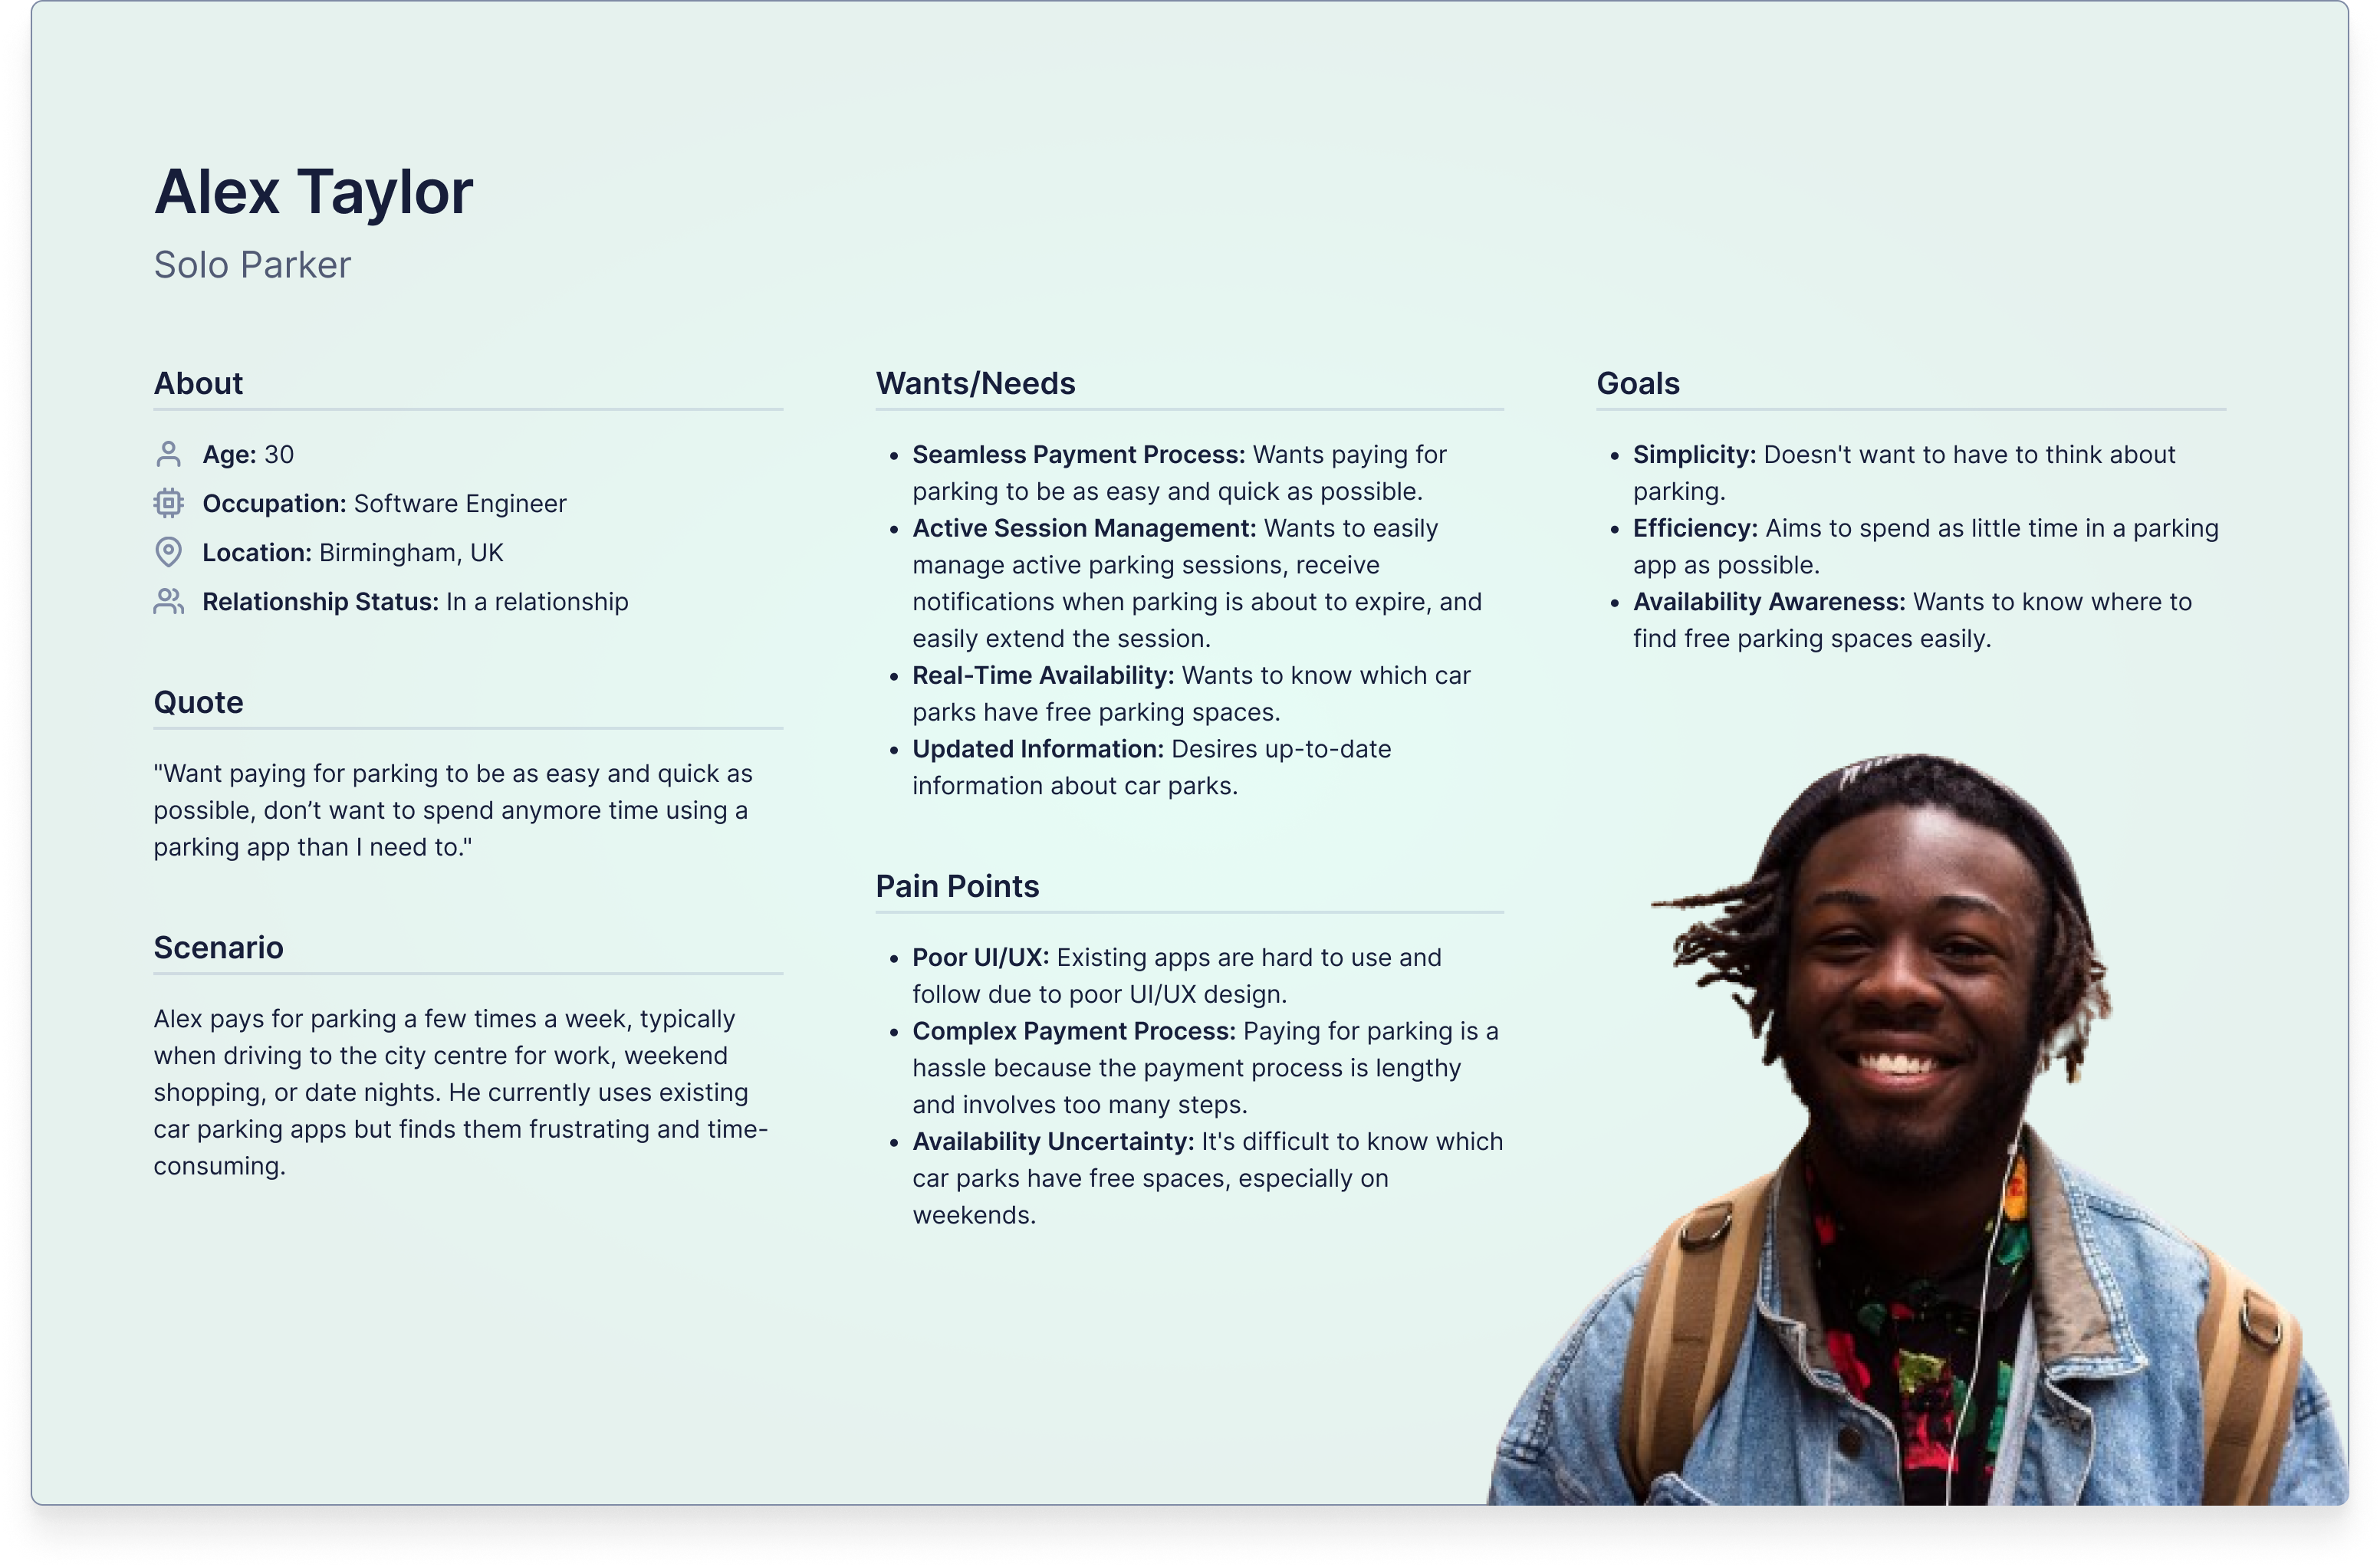 Alex Taylor
Solo Parker
About
Age: 30
Occupation: Software Engineer
Location: Birmingham, UK
Relationship Status: In a relationship
Quote
"Want paying for parking to be as easy and quick as
possible, don’t want to spend anymore time using a
parking app than I need to."
Scenario
Alex pays for parking a few times a week, typically
when driving to the city centre for work, weekend
shopping, or date nights. He currently uses existing
car parking apps but finds them frustrating and time-
consuming.
Wants/Needs
• Seamless Payment Process: Wants paying for
parking to be as easy and quick as possible.
• Active Session Management: Wants to easily
manage active parking sessions, receive
notifications when parking is about to expire, and
easily extend the session.
• Real-Time Availability: Wants to know which car
parks have free parking spaces.
• Updated Information: Desires up-to-date
information about car parks.
Pain Points
• Poor UI/UX: Existing apps are hard to use and
follow due to poor UI/UX design.
• Complex Payment Process: Paying for parking is a
hassle because the payment process is lengthy
and involves too many steps.
• Availability Uncertainty: It's difficult to know which
car parks have free spaces, especially on
weekends.
Goals
• Simplicity: Doesn't want to have to think about
parking.
• Efficiency: Aims to spend as little time in a parking
app as possible.
• Availability Awareness: Wants to know where to
find free parking spaces easily.